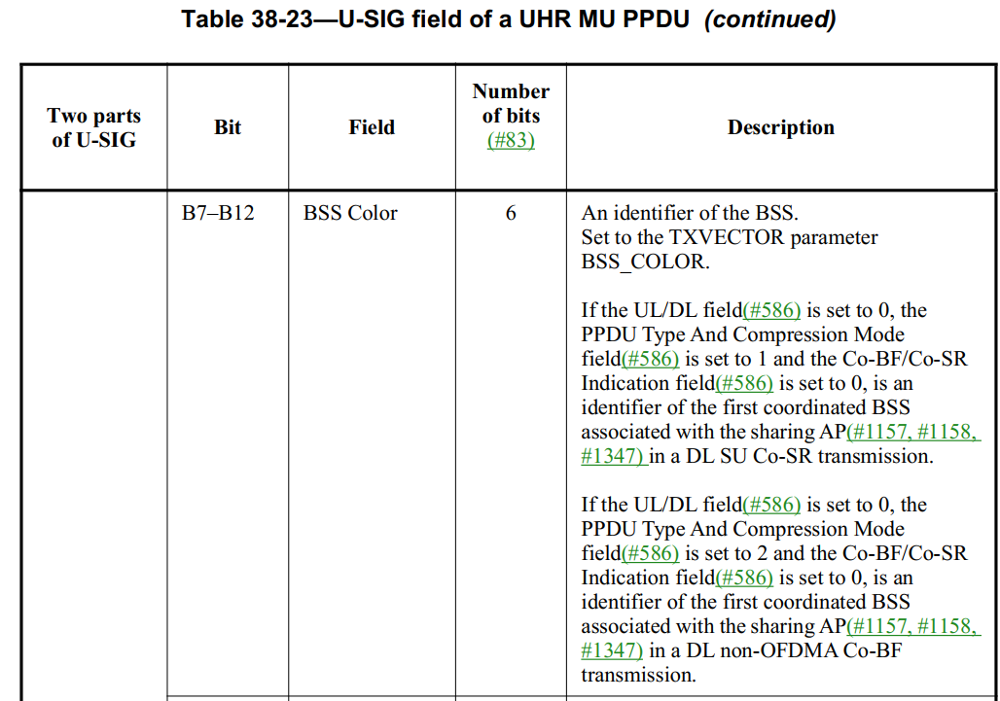 Table 38-23—U-SIG field of a UHR MU PPDU (continued)
Two parts
of U-SIG
Bit
Field
Number
of bits
(#83)
Description
B7–B12
BSS Color
6
An identifier of the BSS.
Set to the TXVECTOR parameter
BSS_COLOR.
If the UL/DL field(#586) is set to 0, the
PPDU Type And Compression Mode
field(#586) is set to 1 and the Co-BF/Co-SR
Indication field(#586) is set to 0, is an
identifier of the first coordinated BSS
associated with the sharing AP(#1157, #1158,
#1347) in a DL SU Co-SR transmission.
If the UL/DL field(#586) is set to 0, the
PPDU Type And Compression Mode
field(#586) is set to 2 and the Co-BF/Co-SR
Indication field(#586) is set to 0, is an
identifier of the first coordinated BSS
associated with the sharing AP(#1157, #1158,
#1347) in a DL non-OFDMA Co-BF
transmission.